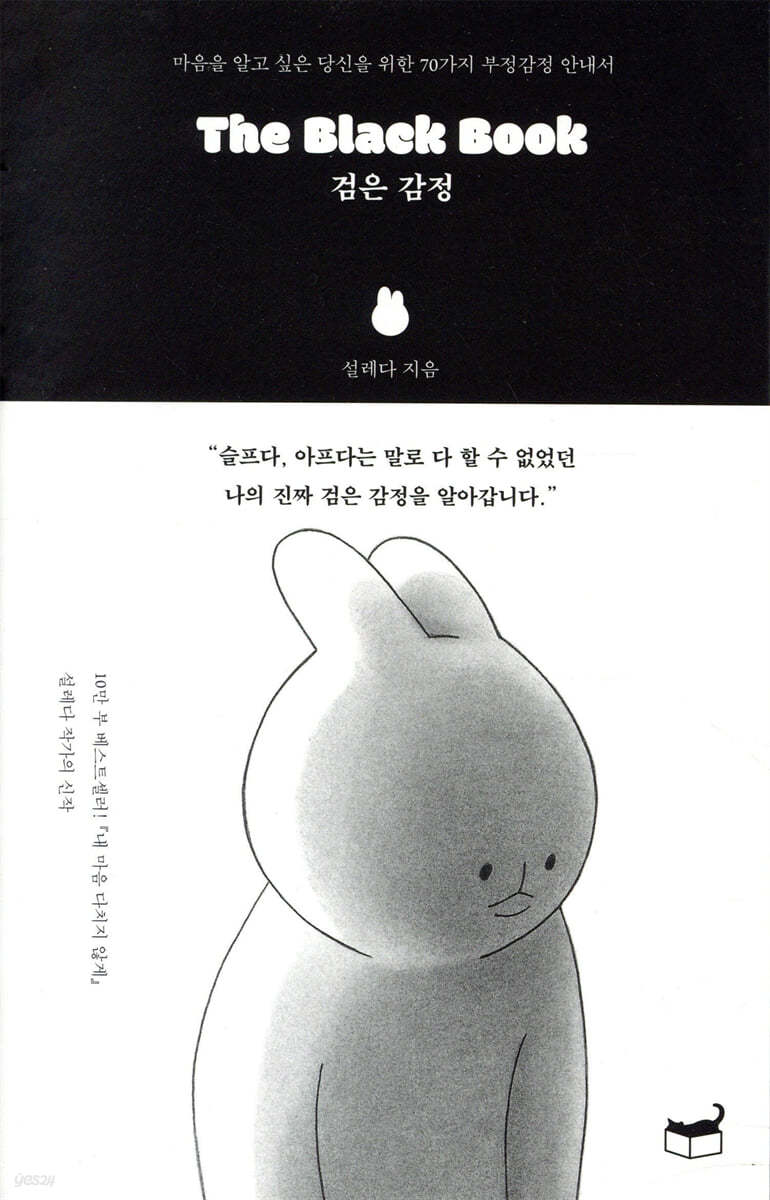 마음을 알고 싶은 당신을 위한 70가지 부정감정 안내서
The Black Book
검은 감정
설레다 지음
“슬프다, 아프다는 말로 다 할 수 없었던
나의 진짜 검은 감정을 알아갑니다.”
10만 부 베스트셀러! 『내 마음 다치지 않게』
설레다 작가의 신작
yes24